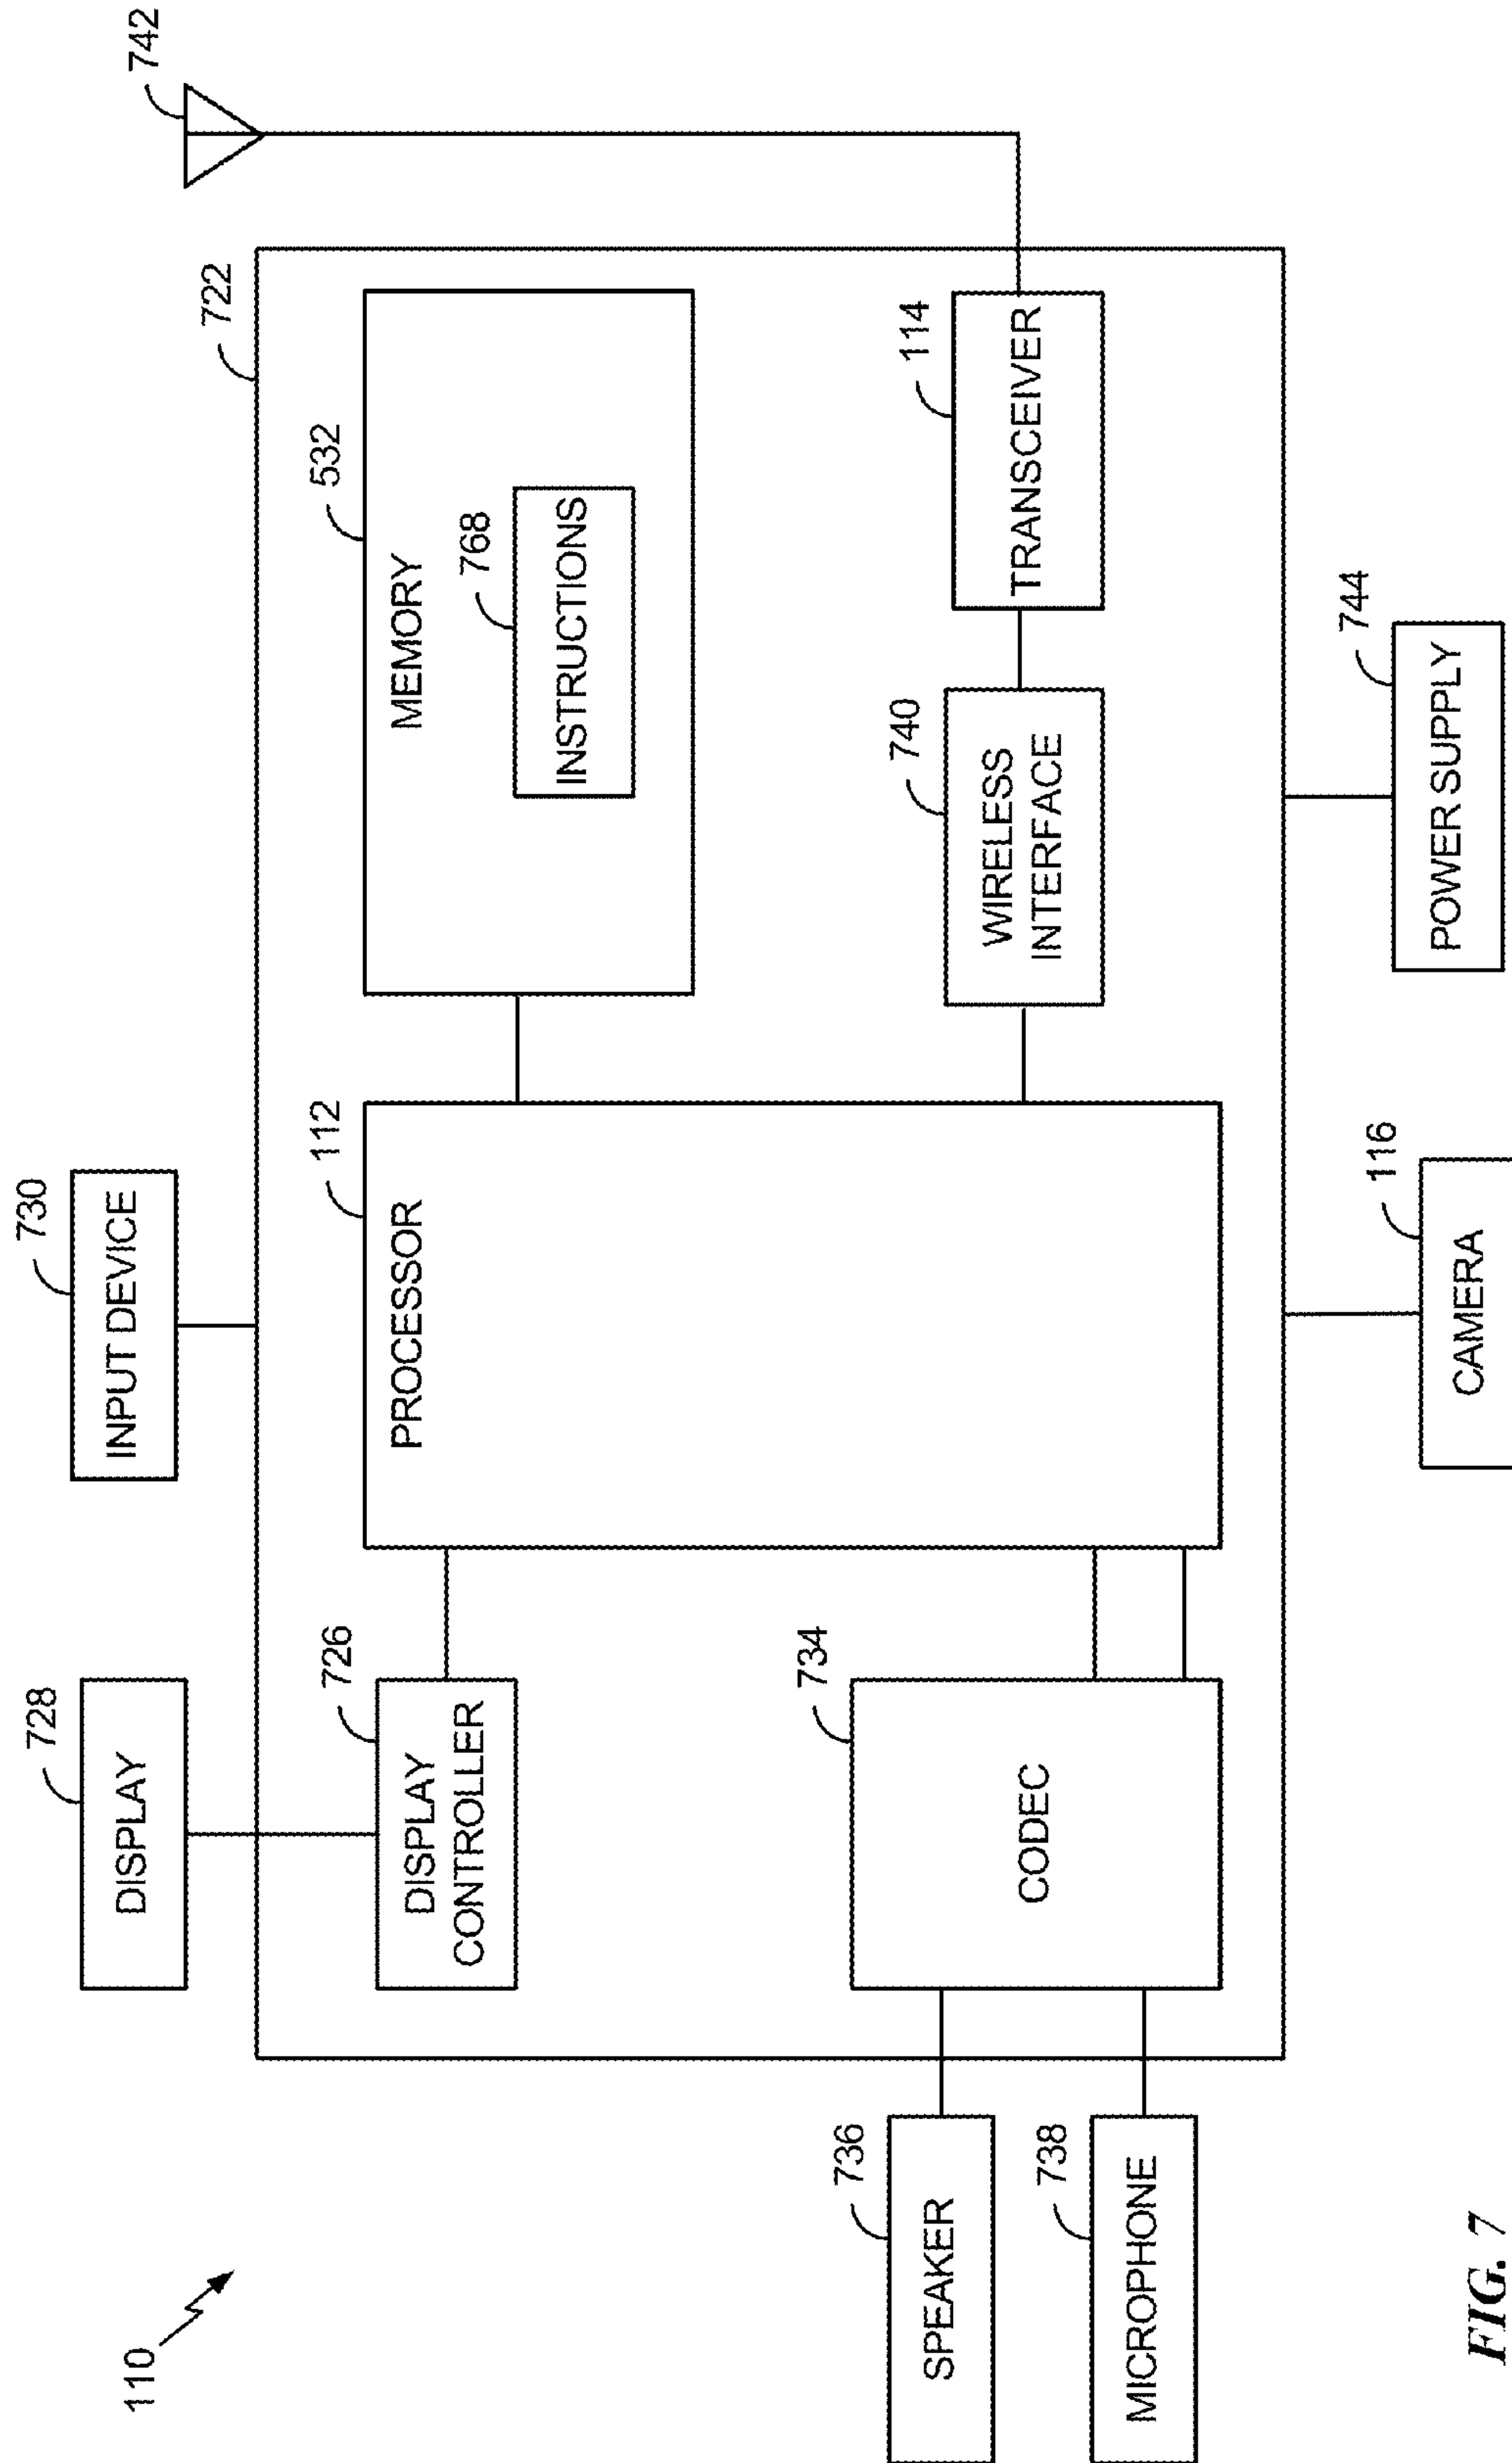 110
728
DISPLAY
730
INPUT DEVICE
742
722
726
DISPLAY
CONTROLLER
112
PROCESSOR
532
MEMORY
768
INSTRUCTIONS
736
SPEAKER
738
MICROPHONE
734
CODEC
740
WIRELESS
INTERFACE
114
TRANSCEIVER
116
CAMERA
744
POWER SUPPLY
FIG. 7